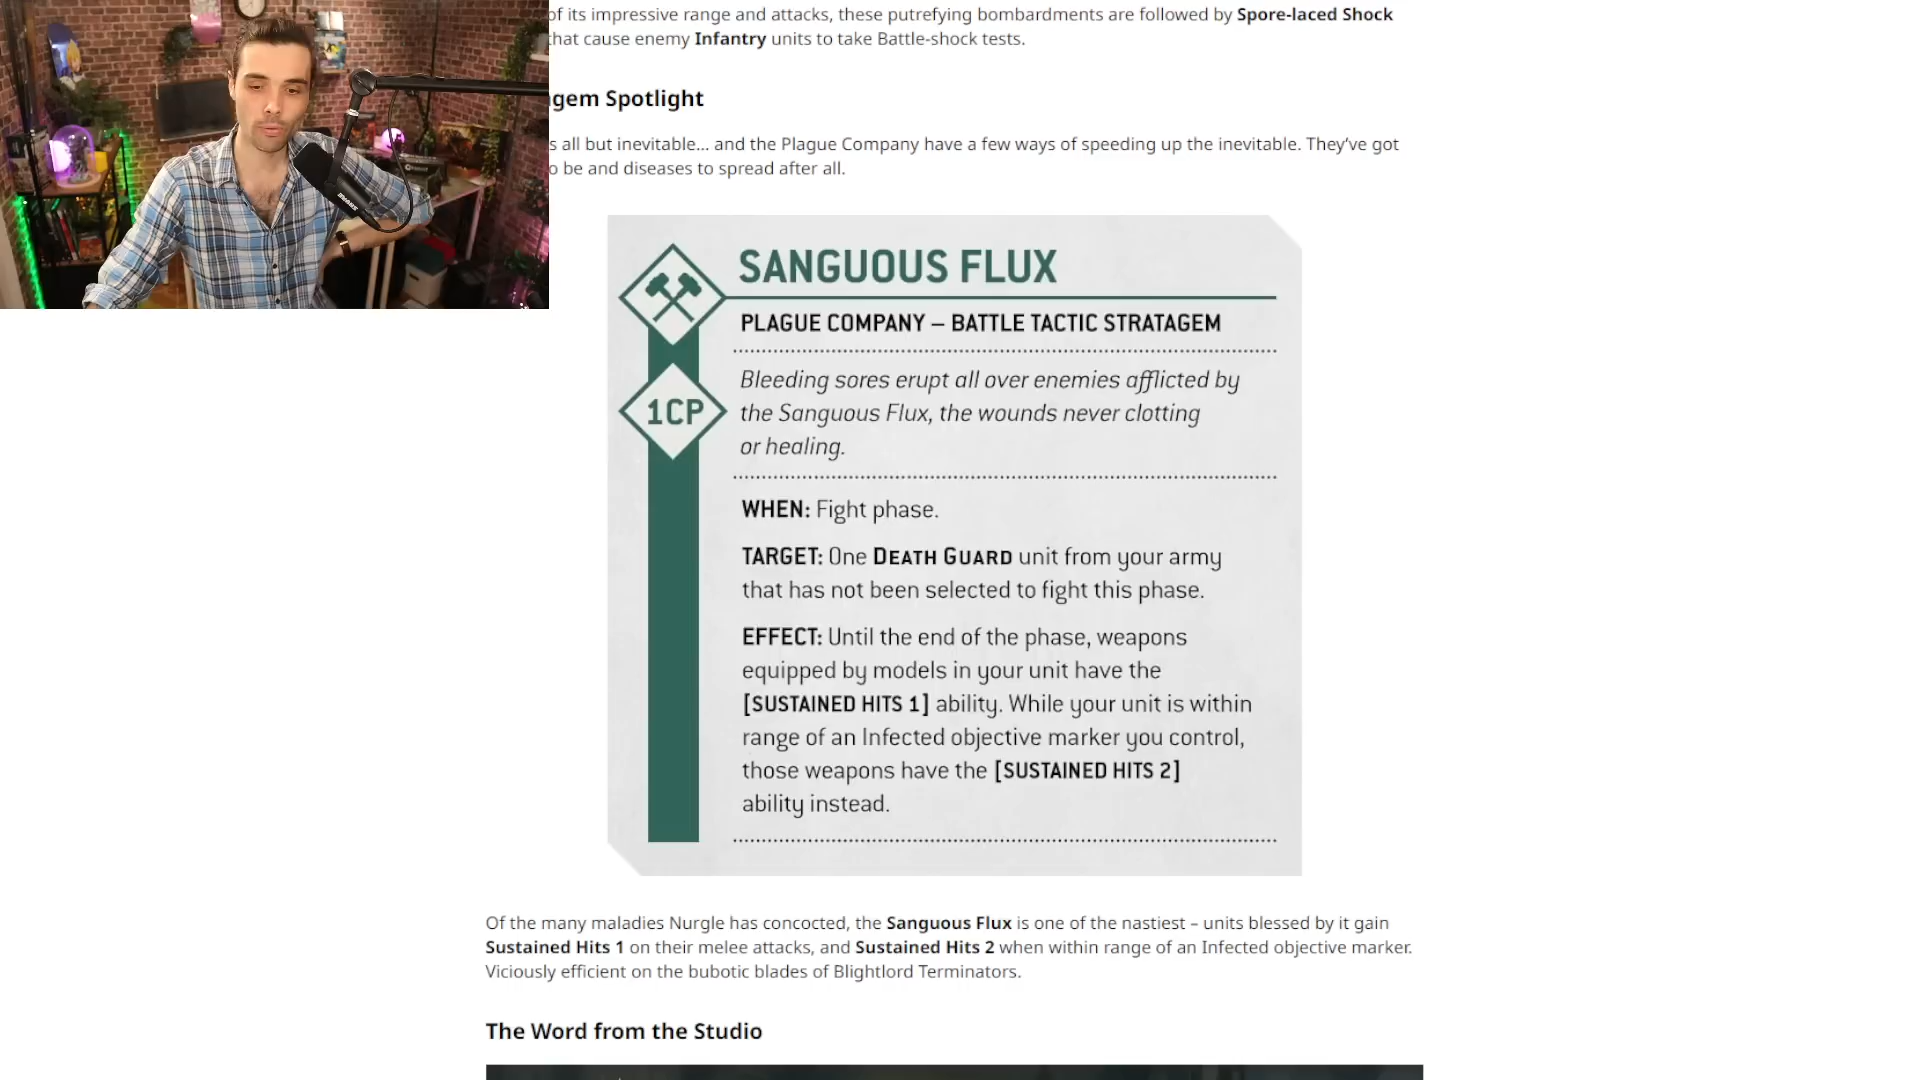 of its impressive range and attacks, these putrefying bombardments are followed by Spore-laced Shock
that cause enemy Infantry units to take Battle-shock tests.
gem Spotlight
s all but inevitable... and the Plague Company have a few ways of speeding up the inevitable. They've got
o be and diseases to spread after all.
SANGUOUS FLUX
PLAGUE COMPANY – BATTLE TACTIC STRATAGEM
1CP
Bleeding sores erupt all over enemies afflicted by
the Sanguous Flux, the wounds never clotting
or healing.
WHEN: Fight phase.
TARGET: One DEATH GUARD unit from your army
that has not been selected to fight this phase.
EFFECT: Until the end of the phase, weapons
equipped by models in your unit have the
[SUSTAINED HITS 1] ability. While your unit is within
range of an Infected objective marker you control,
those weapons have the [SUSTAINED HITS 2]
ability instead.
Of the many maladies Nurgle has concocted, the Sanguous Flux is one of the nastiest – units blessed by it gain
Sustained Hits 1 on their melee attacks, and Sustained Hits 2 when within range of an Infected objective marker.
Viciously efficient on the bubotic blades of Blightlord Terminators.
The Word from the Studio